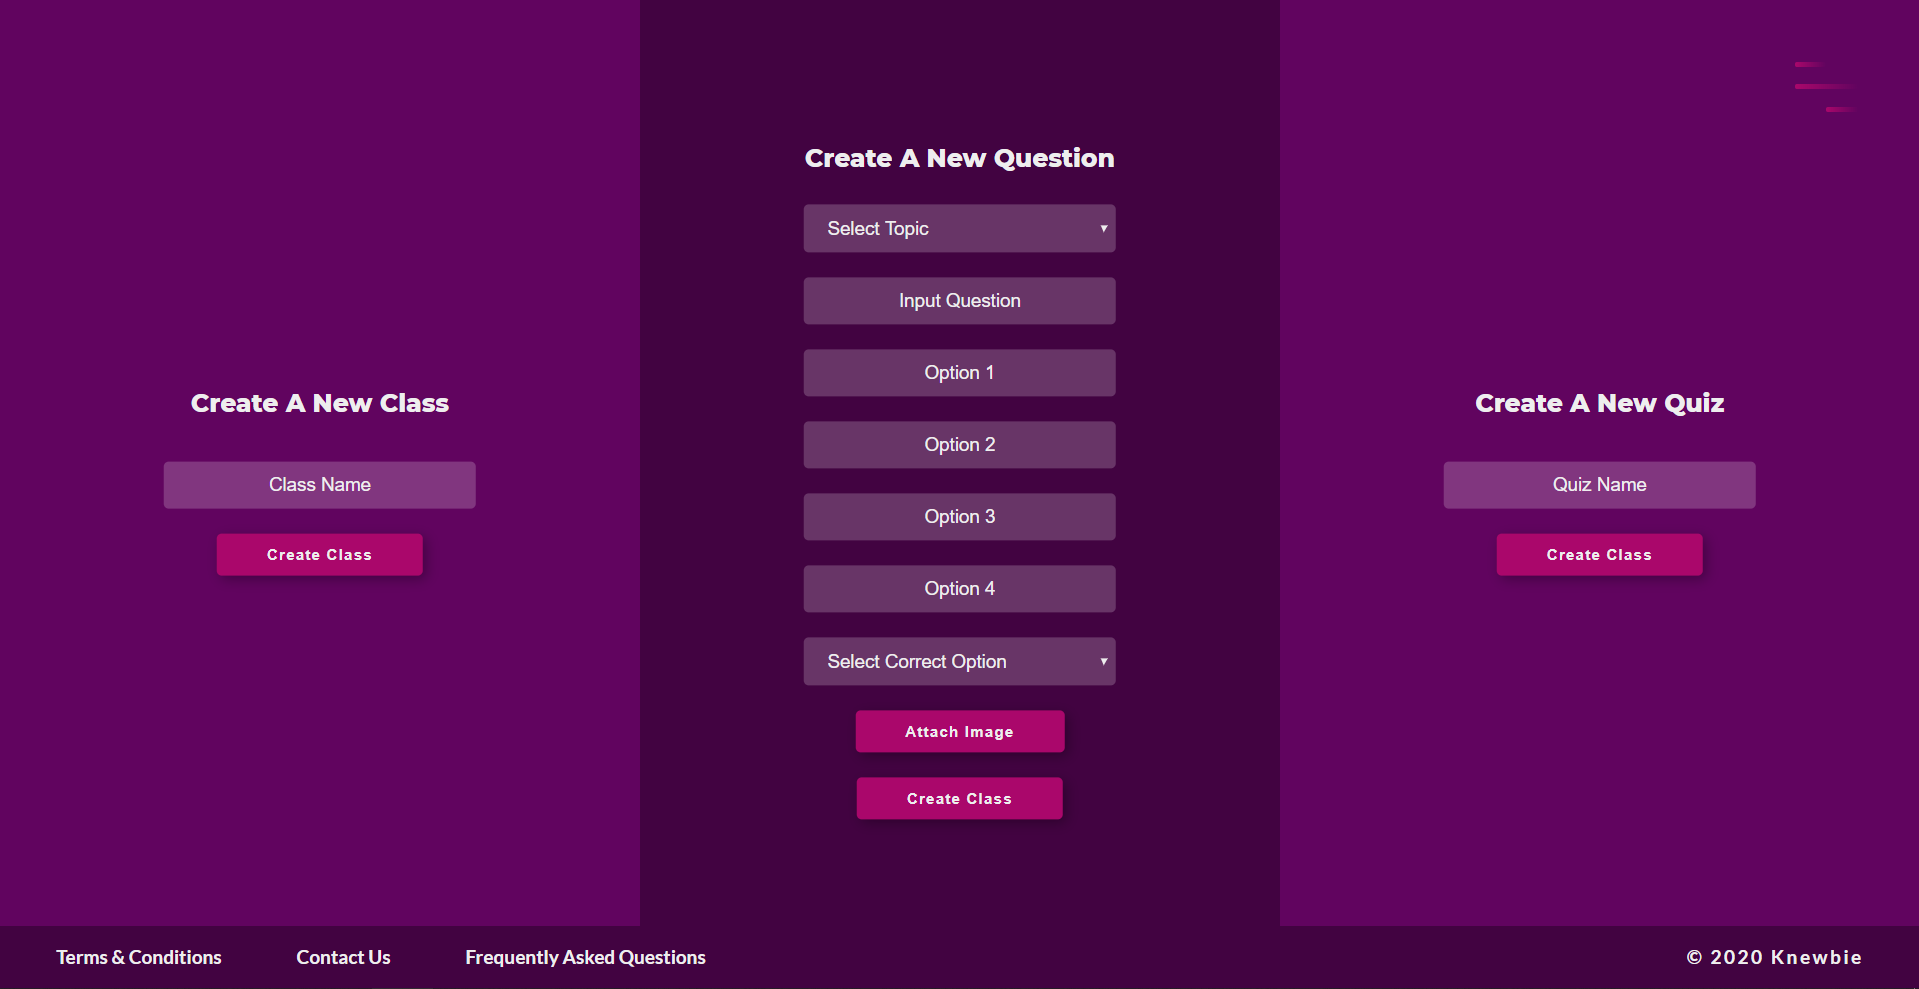 Create A New Class
Class Name
Create Class
Create A New Question
Select Topic
Input Question
Option 1
Option 2
Option 3
Option 4
Select Correct Option
Attach Image
Create Class
Create A New Quiz
Quiz Name
Create Class
Terms & Conditions
Contact Us
Frequently Asked Questions
© 2020 Knewbie